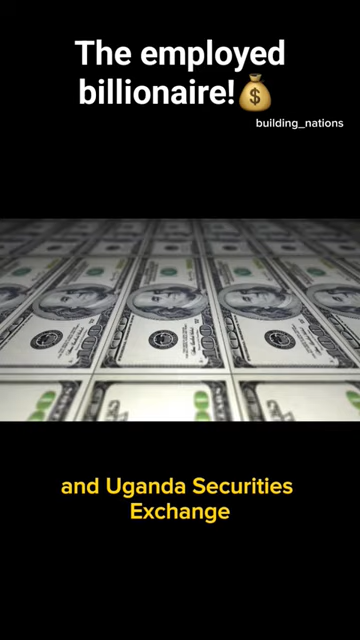 The employed
billionaire!💰
building_nations
and Uganda Securities
Exchange